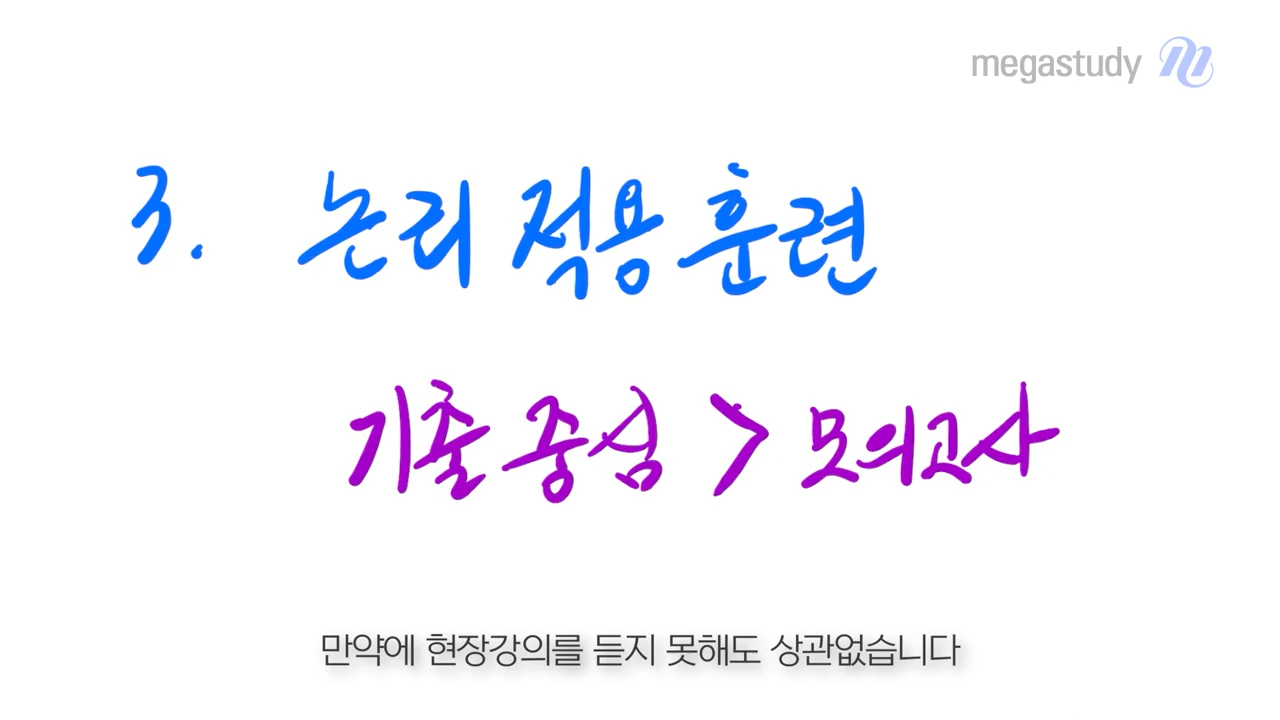 megastudy
3. 논리 적용 훈련
기출 중심 > 모의고사
만약에 현장강의를 듣지 못해도 상관없습니다